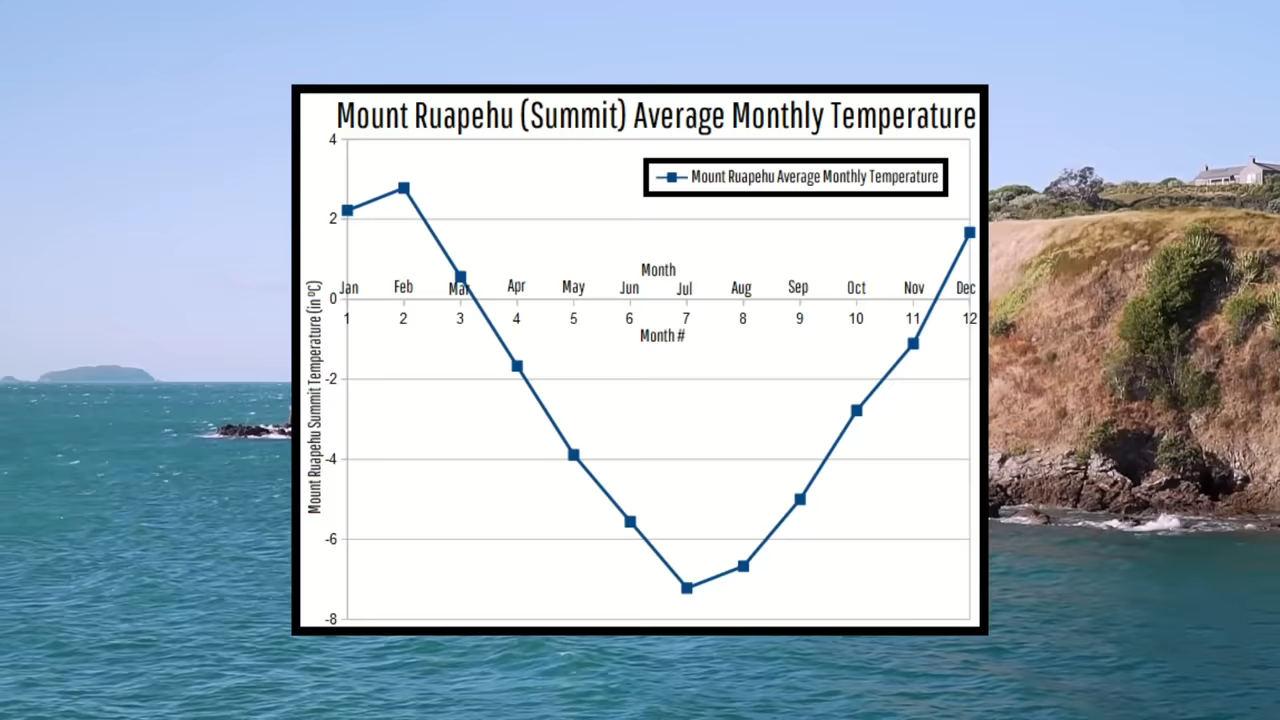 Mount Ruapehu (Summit) Average Monthly Temperature
4
Mount Ruapehu Average Monthly Temperature
2
Month
Jan Feb Mar Apr May Jun Jul Aug Sep Oct Nov Dec
0
1 2 3 4 5 6 7 8 9 10 11 12
Month #
Mount Ruapehu Summit Temperature (in ºC)
-2
-4
-6
-8